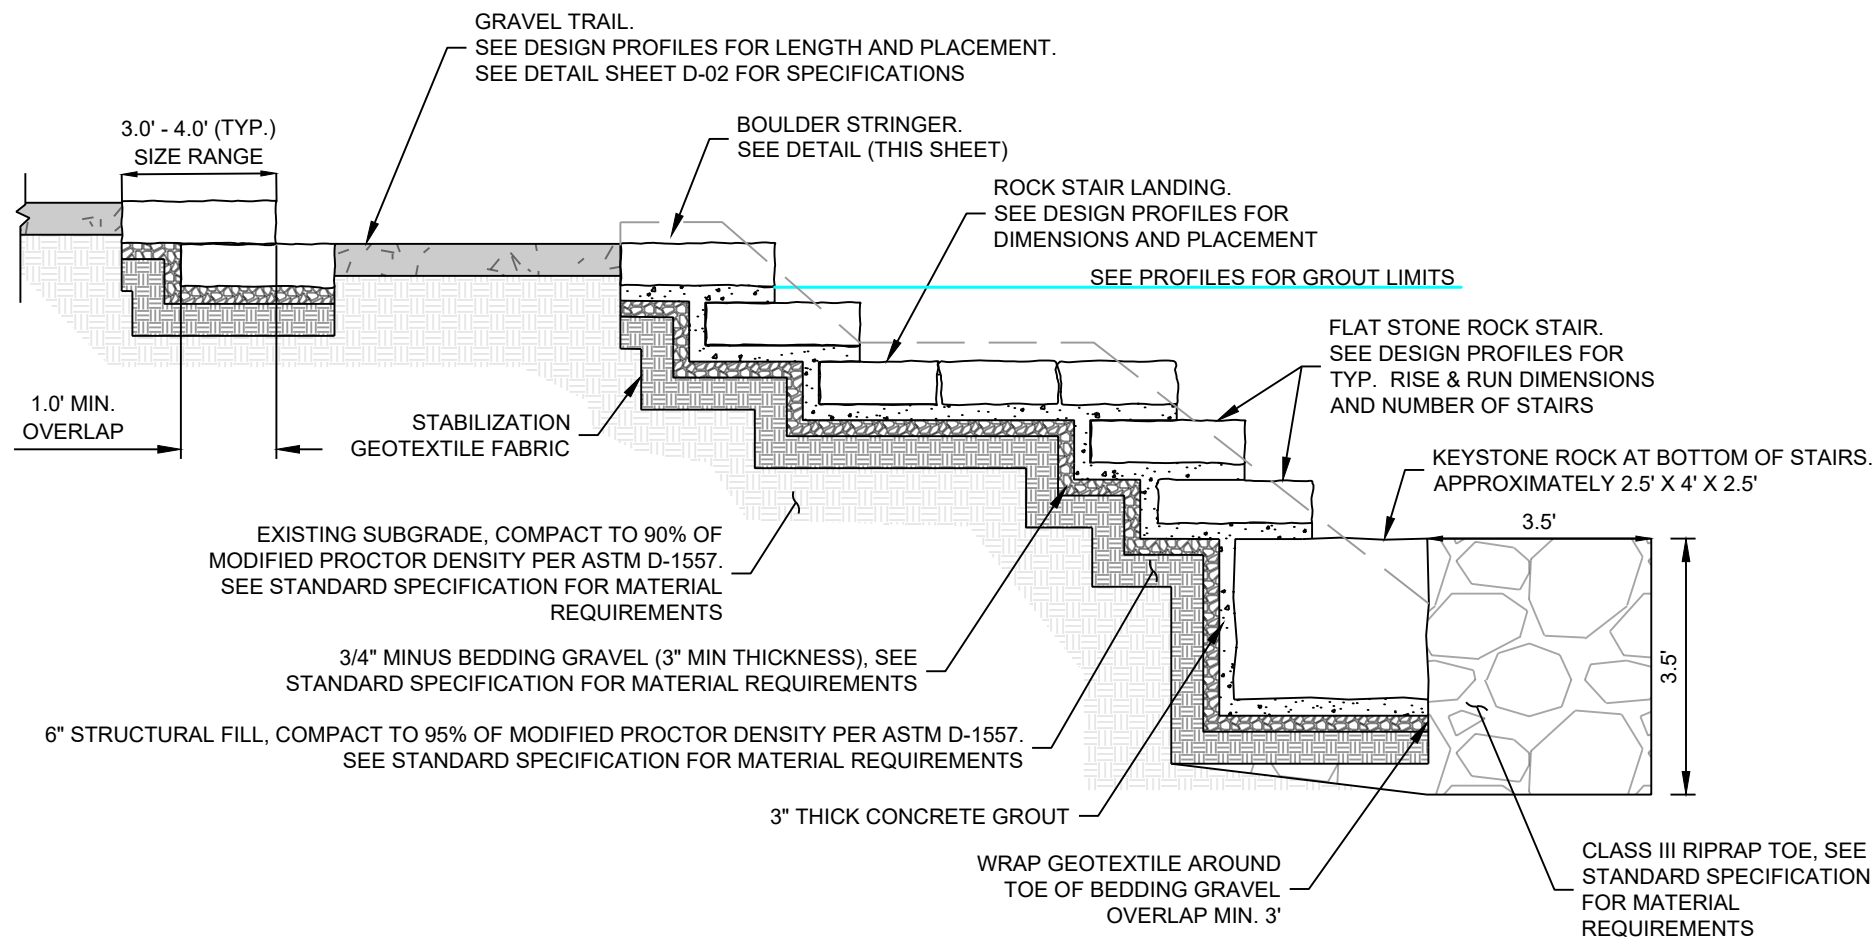 GRAVEL TRAIL.
SEE DESIGN PROFILES FOR LENGTH AND PLACEMENT.
SEE DETAIL SHEET D-02 FOR SPECIFICATIONS
3.0' - 4.0' (TYP.)
SIZE RANGE
BOULDER STRINGER.
SEE DETAIL (THIS SHEET)
ROCK STAIR LANDING.
SEE DESIGN PROFILES FOR
DIMENSIONS AND PLACEMENT
SEE PROFILES FOR GROUT LIMITS
FLAT STONE ROCK STAIR.
SEE DESIGN PROFILES FOR
TYP. RISE & RUN DIMENSIONS
AND NUMBER OF STAIRS
1.0' MIN.
OVERLAP
STABILIZATION
GEOTEXTILE FABRIC
KEYSTONE ROCK AT BOTTOM OF STAIRS.
APPROXIMATELY 2.5' X 4' X 2.5'
3.5'
3.5'
EXISTING SUBGRADE, COMPACT TO 90% OF
MODIFIED PROCTOR DENSITY PER ASTM D-1557.
SEE STANDARD SPECIFICATION FOR MATERIAL
REQUIREMENTS
3/4" MINUS BEDDING GRAVEL (3" MIN THICKNESS), SEE
STANDARD SPECIFICATION FOR MATERIAL REQUIREMENTS
6" STRUCTURAL FILL, COMPACT TO 95% OF MODIFIED PROCTOR DENSITY PER ASTM D-1557.
SEE STANDARD SPECIFICATION FOR MATERIAL REQUIREMENTS
3" THICK CONCRETE GROUT
WRAP GEOTEXTILE AROUND
TOE OF BEDDING GRAVEL
OVERLAP MIN. 3'
CLASS III RIPRAP TOE, SEE
STANDARD SPECIFICATION
FOR MATERIAL
REQUIREMENTS